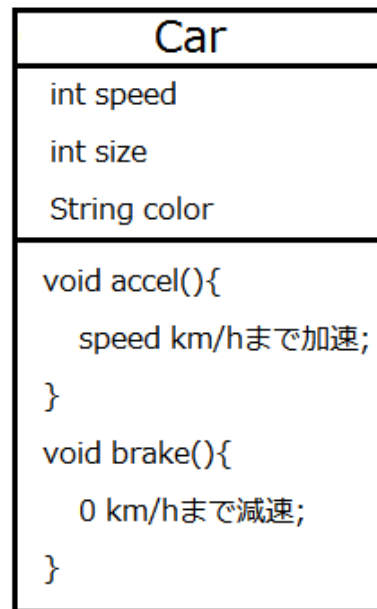 Car
int speed
int size
String color
void accel(){
speed km/hまで加速;
}
void brake(){
0 km/hまで減速;
}